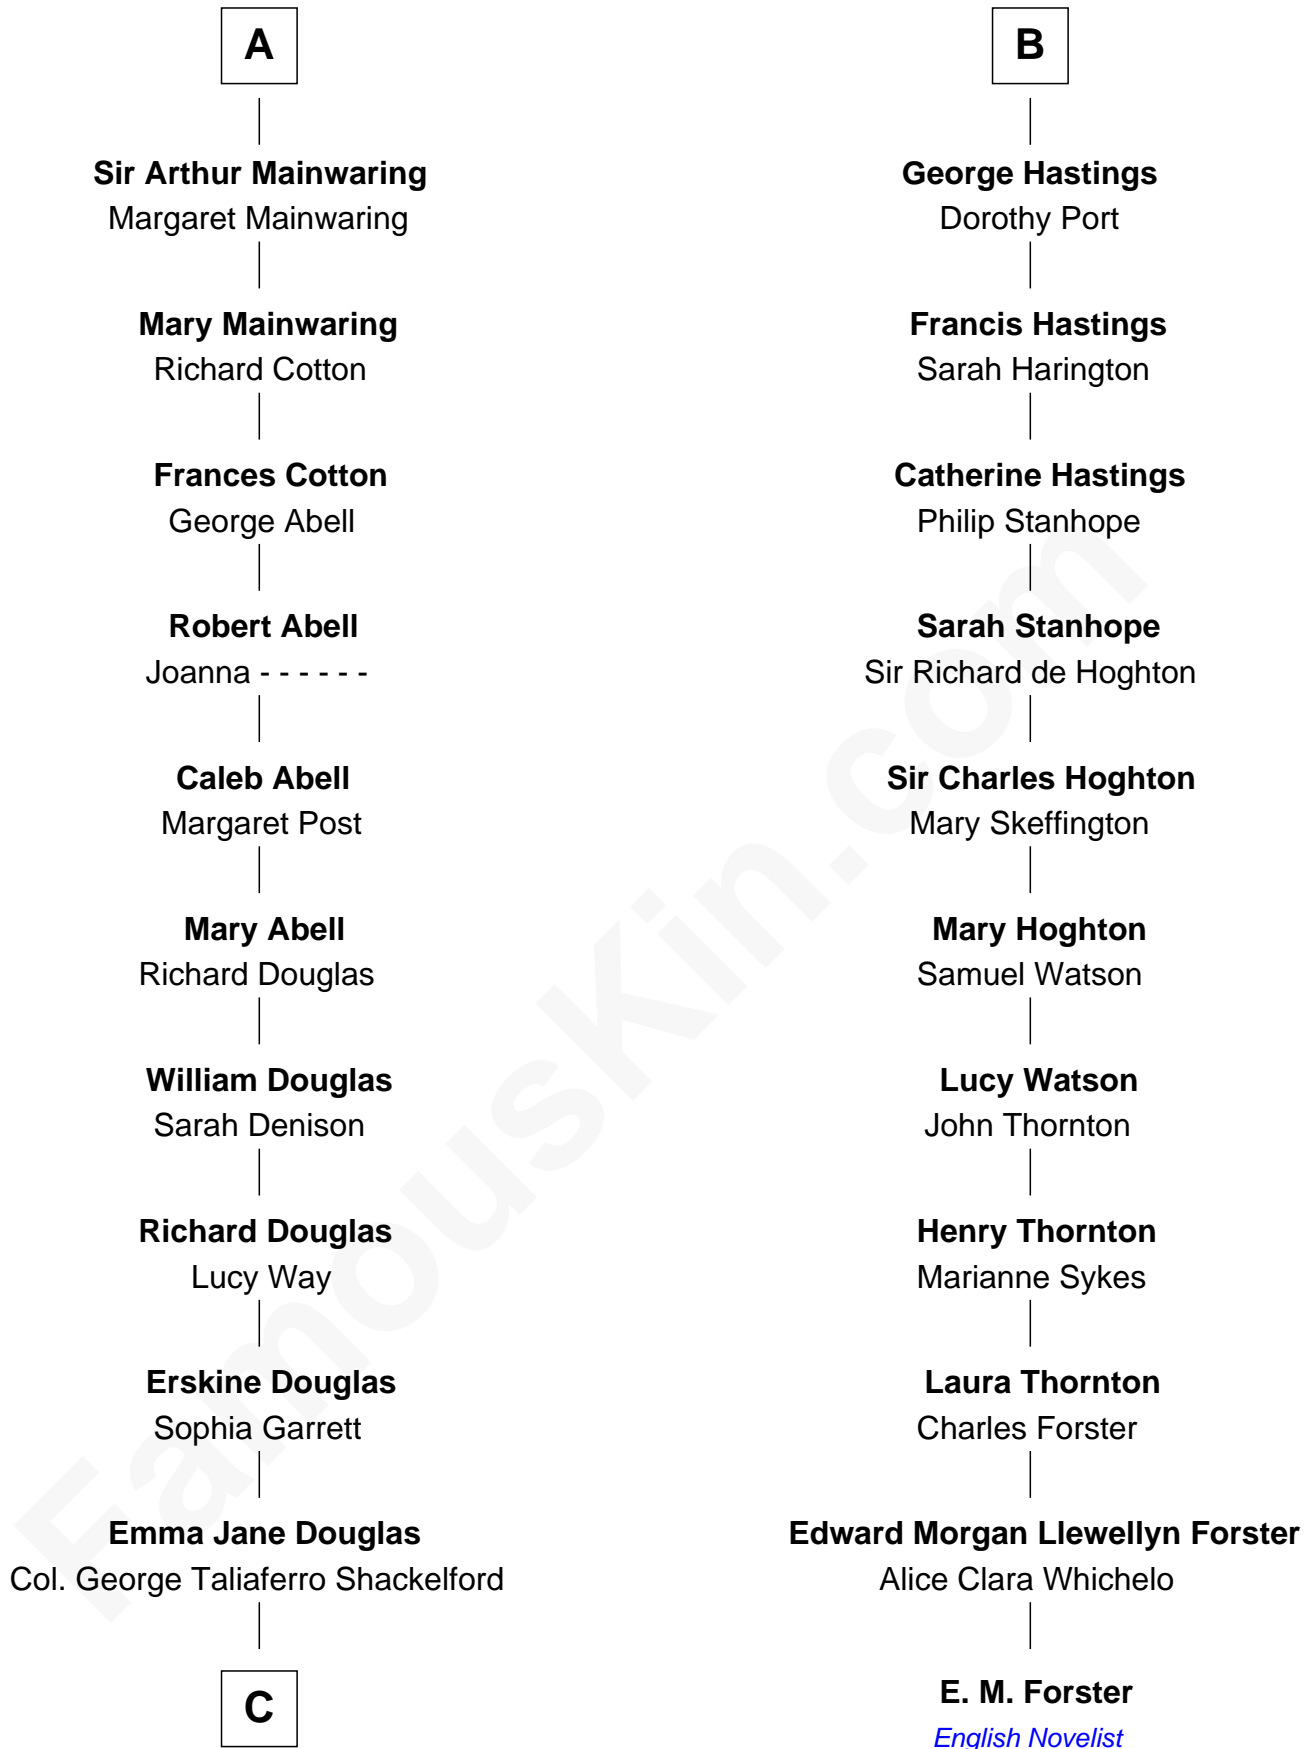 A
Sir Arthur Mainwaring
Margaret Mainwaring
Mary Mainwaring
Richard Cotton
Frances Cotton
George Abell
Robert Abell
Joanna - - - - - -
Caleb Abell
Margaret Post
Mary Abell
Richard Douglas
William Douglas
Sarah Denison
Richard Douglas
Lucy Way
Erskine Douglas
Sophia Garrett
Emma Jane Douglas
Col. George Taliaferro Shackelford
C
B
George Hastings
Dorothy Port
Francis Hastings
Sarah Harington
Catherine Hastings
Philip Stanhope
Sarah Stanhope
Sir Richard de Hoghton
Sir Charles Hoghton
Mary Skeffington
Mary Hoghton
Samuel Watson
Lucy Watson
John Thornton
Henry Thornton
Marianne Sykes
Laura Thornton
Charles Forster
Edward Morgan Llewellyn Forster
Alice Clara Whichelo
E. M. Forster
English Novelist
FamousKin.com